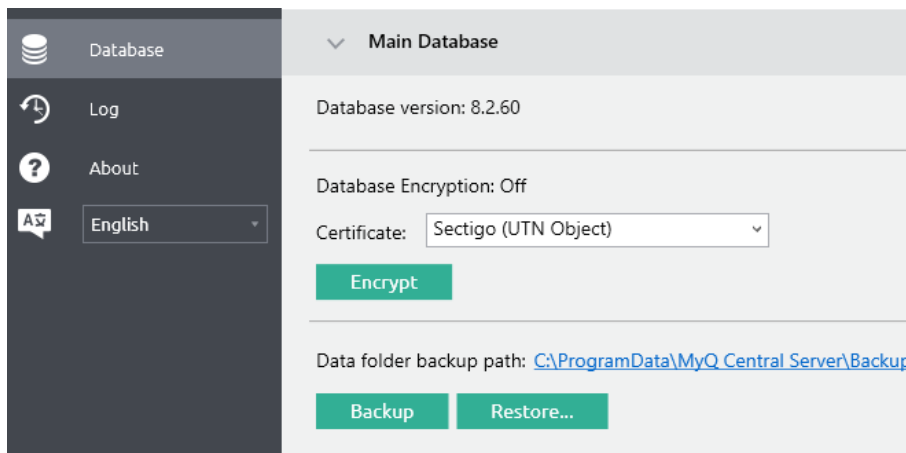 Database
Log
About
English
Main Database
Database version: 8.2.60
Database Encryption: Off
Certificate: Sectigo (UTN Object)
Encrypt
Data folder backup path: C:\ProgramData\MyQ Central Server\Backup
Backup Restore...